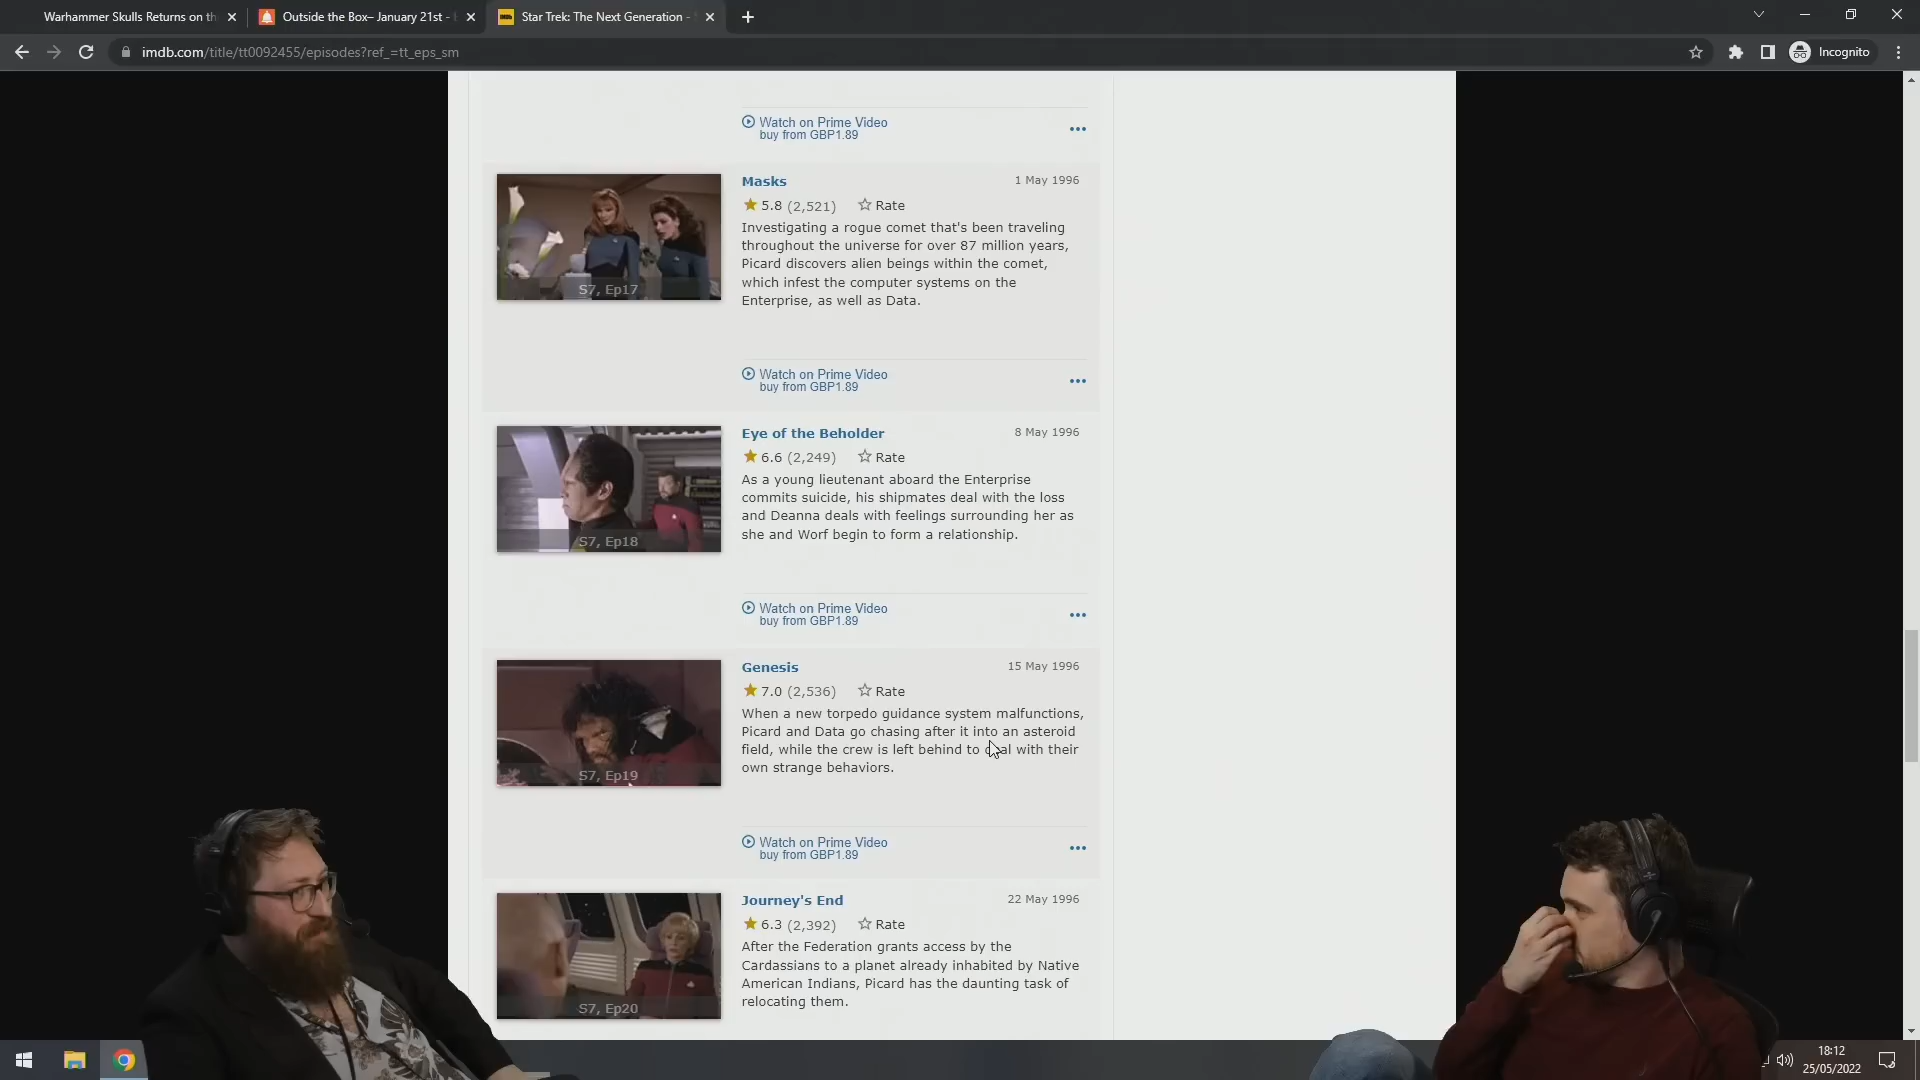 Warhammer Skulls Returns on th
Outside the Box– January 21st -
Star Trek: The Next Generation -
imdb.com/title/tt0092455/episodes?ref_=tt_eps_sm
Incognito
Watch on Prime Video
buy from GBP1.89
Masks
1 May 1996
5.8 (2,521)
Rate
Investigating a rogue comet that's been traveling
throughout the universe for over 87 million years,
Picard discovers alien beings within the comet,
which infest the computer systems on the
Enterprise, as well as Data.
S7, Ep17
Watch on Prime Video
buy from GBP1.89
Eye of the Beholder
8 May 1996
6.6 (2,249)
Rate
As a young lieutenant aboard the Enterprise
commits suicide, his shipmates deal with the loss
and Deanna deals with feelings surrounding her as
she and Worf begin to form a relationship.
S7, Ep18
Watch on Prime Video
buy from GBP1.89
Genesis
15 May 1996
7.0 (2,536)
Rate
When a new torpedo guidance system malfunctions,
Picard and Data go chasing after it into an asteroid
field, while the crew is left behind to deal with their
own strange behaviors.
S7, Ep19
Watch on Prime Video
buy from GBP1.89
Journey's End
22 May 1996
6.3 (2,392)
Rate
After the Federation grants access by the
Cardassians to a planet already inhabited by Native
American Indians, Picard has the daunting task of
relocating them.
S7, Ep20
18:12
25/05/2022